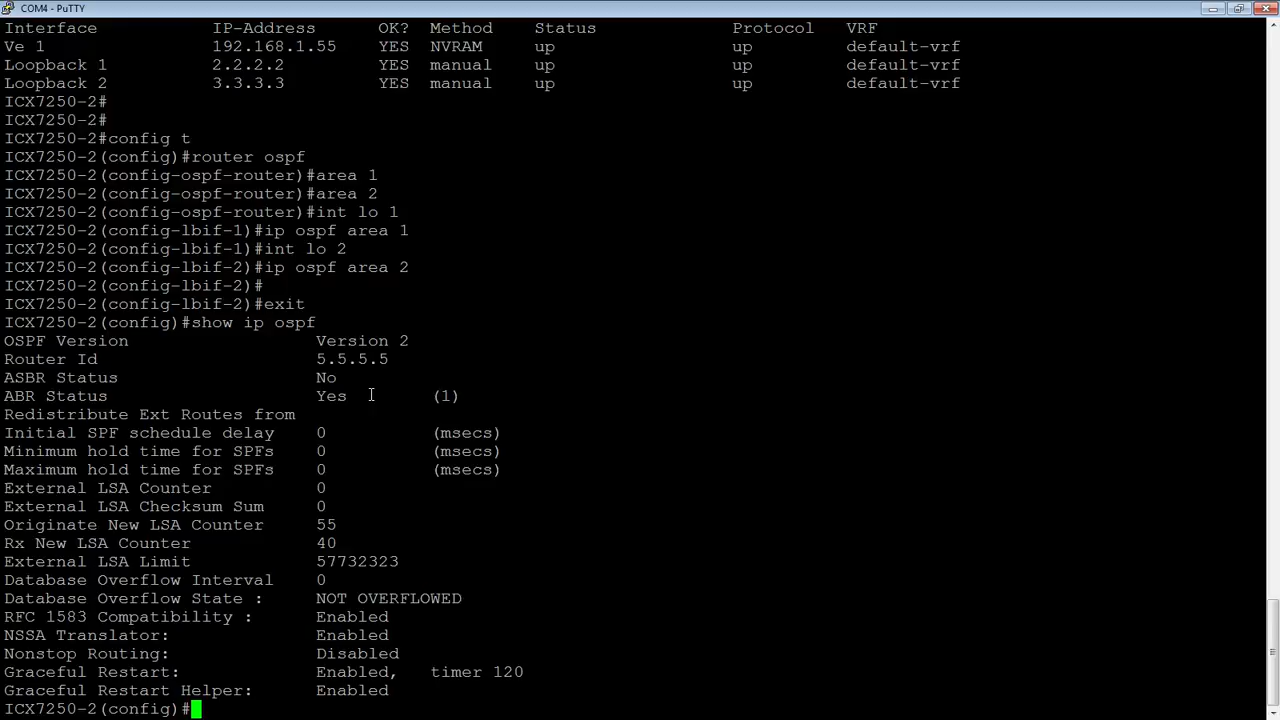 COM4 - PuTTY
Interface IP-Address OK? Method Status Protocol VRF
Ve 1 192.168.1.55 YES NVRAM up up default-vrf
Loopback 1 2.2.2.2 YES manual up up default-vrf
Loopback 2 3.3.3.3 YES manual up up default-vrf
ICX7250-2#
ICX7250-2#
ICX7250-2#config t
ICX7250-2(config)#router ospf
ICX7250-2(config-ospf-router)#area 1
ICX7250-2(config-ospf-router)#area 2
ICX7250-2(config-ospf-router)#int lo 1
ICX7250-2(config-lbif-1)#ip ospf area 1
ICX7250-2(config-lbif-1)#int lo 2
ICX7250-2(config-lbif-2)#ip ospf area 2
ICX7250-2(config-lbif-2)#
ICX7250-2(config-lbif-2)#exit
ICX7250-2(config)#show ip ospf
OSPF Version Version 2
Router Id 5.5.5.5
ASBR Status No
ABR Status Yes (1)
Redistribute Ext Routes from
Initial SPF schedule delay 0 (msecs)
Minimum hold time for SPFs 0 (msecs)
Maximum hold time for SPFs 0 (msecs)
External LSA Counter 0
External LSA Checksum Sum 0
Originate New LSA Counter 55
Rx New LSA Counter 40
External LSA Limit 57732323
Database Overflow Interval 0
Database Overflow State : NOT OVERFLOWED
RFC 1583 Compatibility : Enabled
NSSA Translator: Enabled
Nonstop Routing: Disabled
Graceful Restart: Enabled, timer 120
Graceful Restart Helper: Enabled
ICX7250-2(config)#